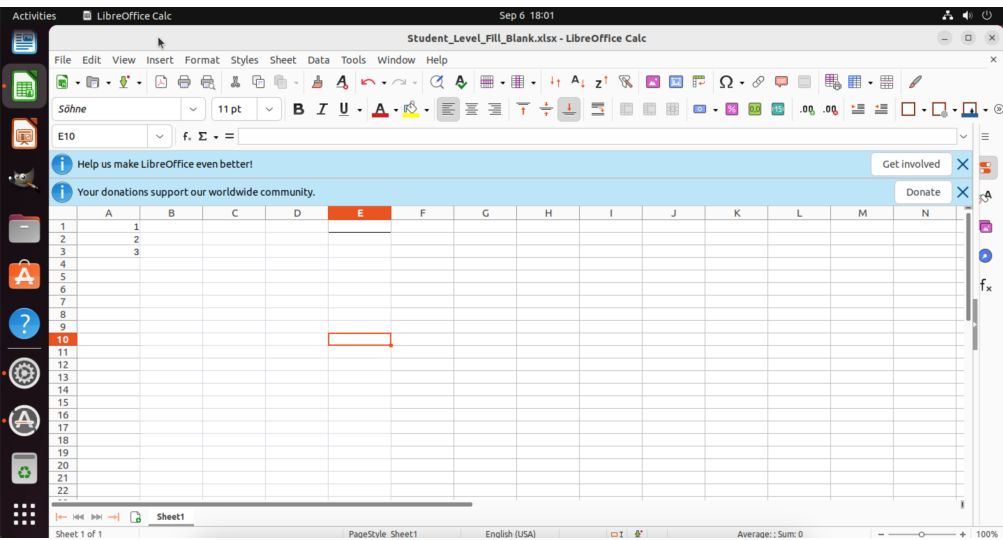 Activities LibreOffice Calc Sep 6 18:01
Student_Level_Fill_Blank.xlsx - LibreOffice Calc
File Edit View Insert Format Styles Sheet Data Tools Window Help
Söhne 11 pt B I U
E10
Help us make LibreOffice even better! Get involved
Your donations support our worldwide community. Donate
A B C D E F G H I J K L M N
1 1
2 2
3 3
4
5
6
7
8
9
10
11
12
13
14
15
16
17
18
19
20
21
22
Sheet1
Sheet 1 of 1 PageStyle_Sheet1 English (USA) Average: ; Sum: 0 100%